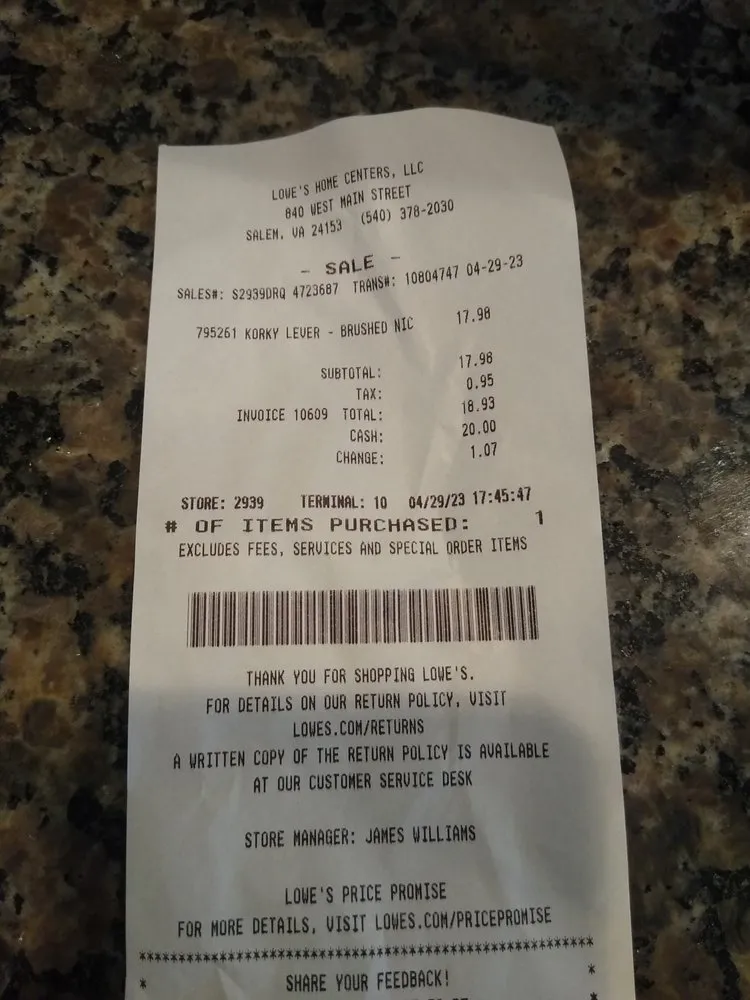 LOWE'S HOME CENTERS, LLC
840 WEST MAIN STREET
SALEM, VA 24153 (540) 378-2030
- SALE -
SALES#: S2939DRQ 4723687 TRANS#: 10804747 04-29-23
795261 KORKY LEVER - BRUSHED NIC 17.98
SUBTOTAL: 17.98
TAX: 0.95
INVOICE 10609 TOTAL: 18.93
CASH: 20.00
CHANGE: 1.07
STORE: 2939 TERMINAL: 10 04/29/23 17:45:47
# OF ITEMS PURCHASED: 1
EXCLUDES FEES, SERVICES AND SPECIAL ORDER ITEMS
THANK YOU FOR SHOPPING LOWE'S.
FOR DETAILS ON OUR RETURN POLICY, VISIT
LOWES.COM/RETURNS
A WRITTEN COPY OF THE RETURN POLICY IS AVAILABLE
AT OUR CUSTOMER SERVICE DESK
STORE MANAGER: JAMES WILLIAMS
LOWE'S PRICE PROMISE
FOR MORE DETAILS, VISIT LOWES.COM/PRICEPROMISE
****************************************************
* SHARE YOUR FEEDBACK! *